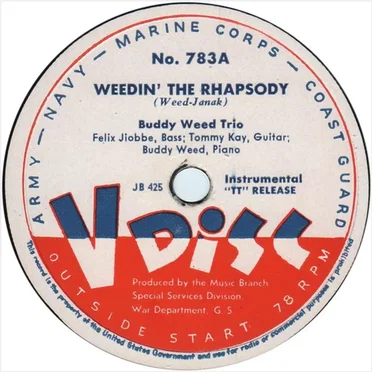 ARMY — NAVY — MARINE CORPS — COAST GUARD
No. 783A
WEEDIN' THE RHAPSODY
(Weed-Janak)
Buddy Weed Trio
Felix Jiobbe, Bass; Tommy Kay, Guitar;
Buddy Weed, Piano
JB 425
Instrumental
"TT" RELEASE
V DISC
Produced by the Music Branch
Special Services Division,
War Department, G. S
OUTSIDE START 78 RPM
This record is the property of the United States Government and use for radio or commercial purposes is prohibited